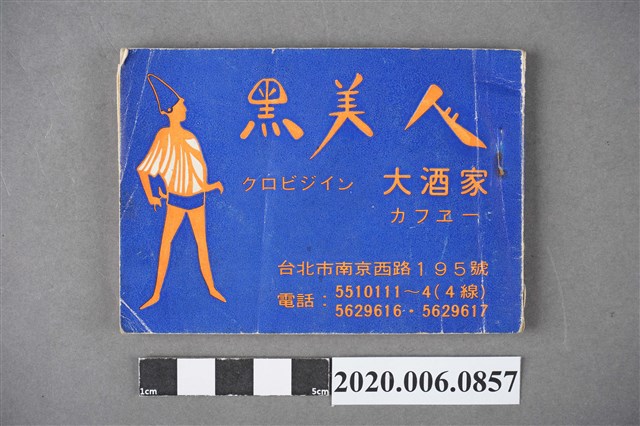 黑美人
クロビジイン 大酒家
カフヱー
台北市南京西路195號
電話：5510111～4(4線)
5629616・5629617
1cm 5cm
2020.006.0857